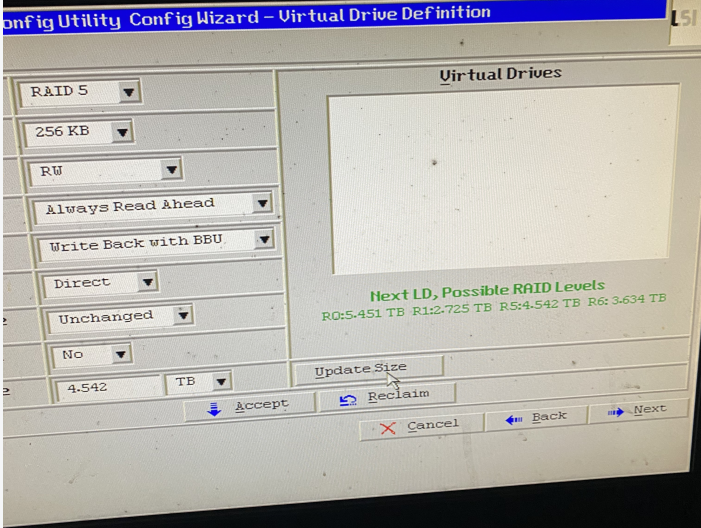 onfig Utility Config Wizard – Virtual Drive Definition
LSI
Virtual Drives
RAID 5
256 KB
RW
Always Read Ahead
Write Back with BBU
Direct
Unchanged
No
4.542
TB
Next LD, Possible RAID Levels
R0:5.451 TB R1:2.725 TB R5:4.542 TB R6: 3.634 TB
Update Size
Accept
Reclaim
Cancel
Back
Next